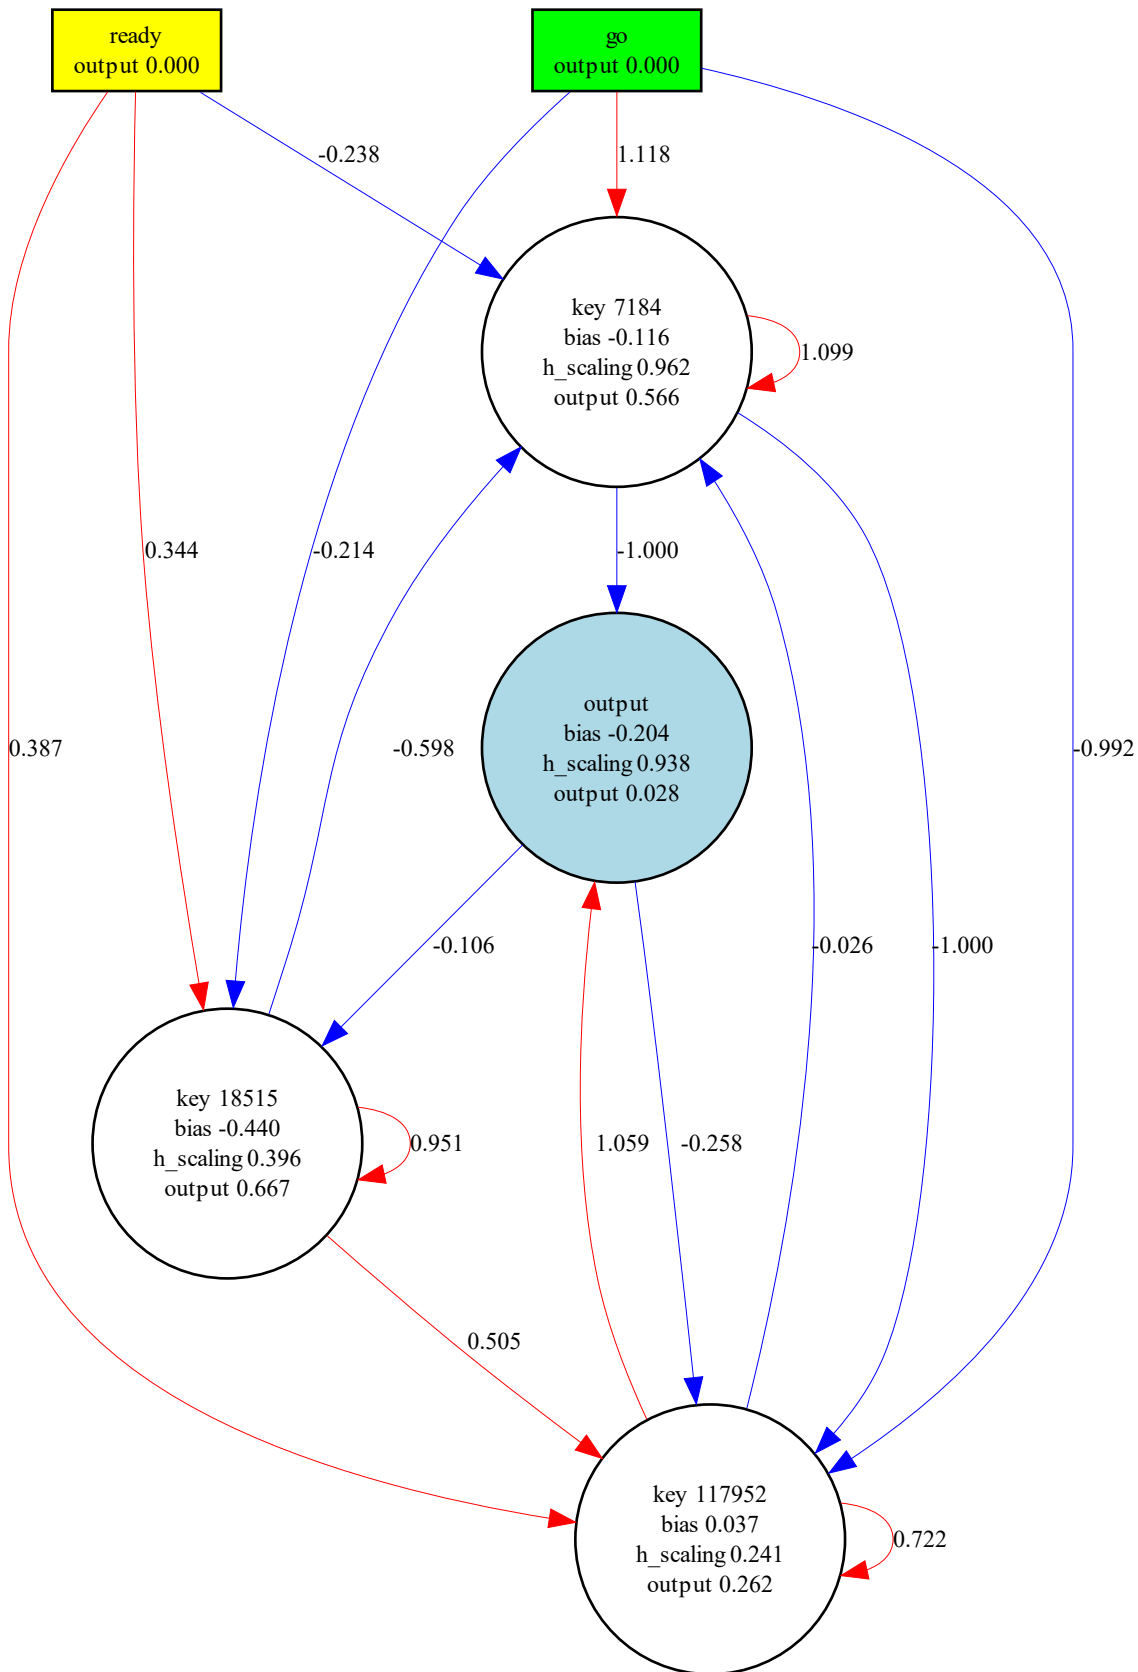 ready
output 0.000
go
output 0.000
-0.238
1.118
key 7184
bias -0.116
h_scaling 0.962
output 0.566
1.099
0.344
-0.214
-1.000
output
bias -0.204
h_scaling 0.938
output 0.028
0.387
-0.598
-0.992
-0.106
-0.026
-1.000
key 18515
bias -0.440
h_scaling 0.396
output 0.667
0.951
1.059
-0.258
0.505
key 117952
bias 0.037
h_scaling 0.241
output 0.262
0.722